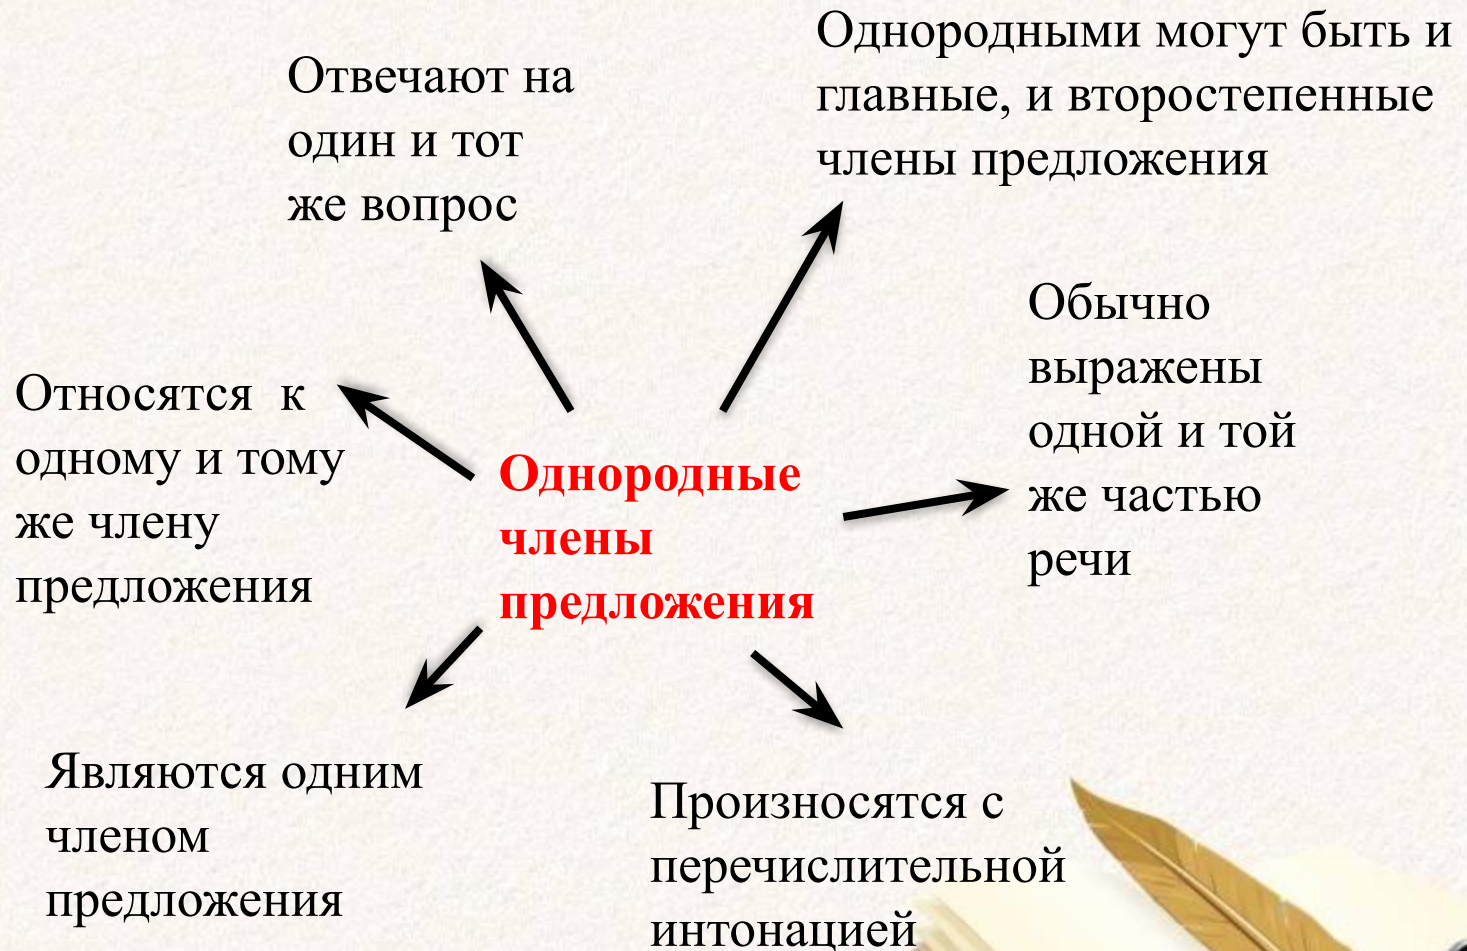 Отвечают на
один и тот
же вопрос
Однородными могут быть и
главные, и второстепенные
члены предложения
Относятся к
одному и тому
же члену
предложения
Однородные
члены
предложения
Обычно
выражены
одной и той
же частью
речи
Являются одним
членом
предложения
Произносятся с
перечислительной
интонацией